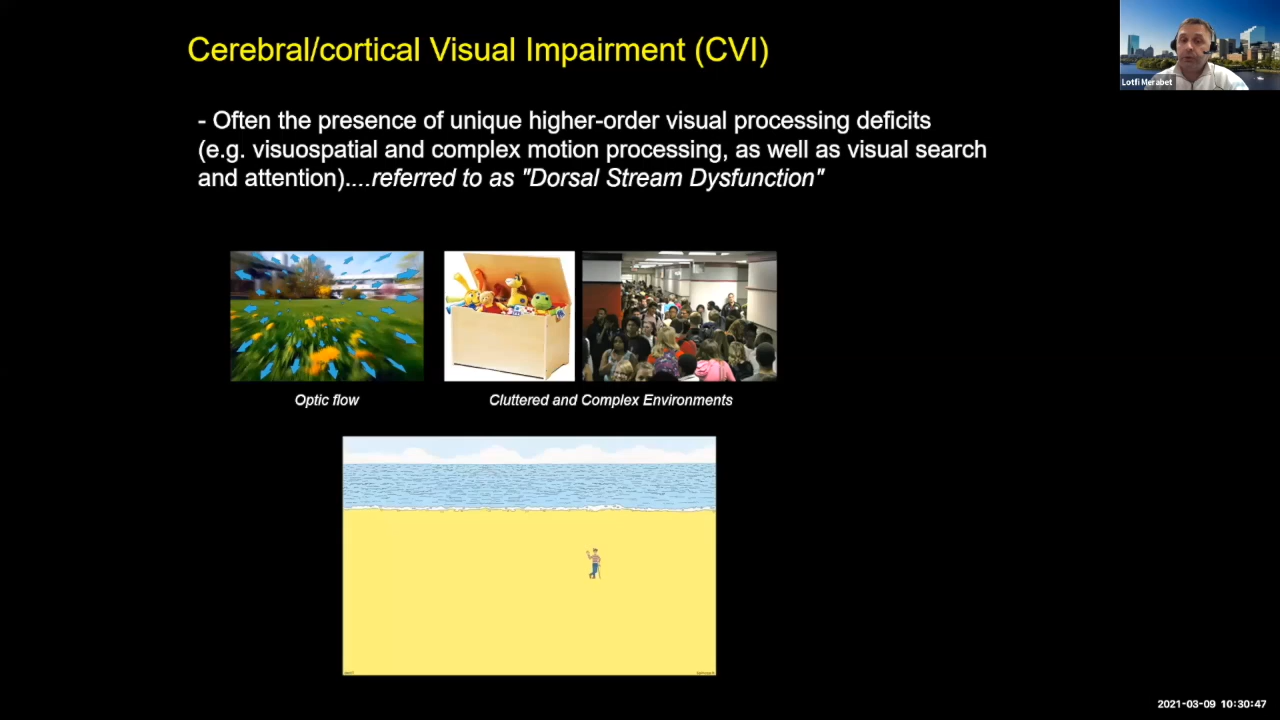 Cerebral/cortical Visual Impairment (CVI)
Lotfi Merabet
- Often the presence of unique higher-order visual processing deficits
(e.g. visuospatial and complex motion processing, as well as visual search
and attention)....referred to as "Dorsal Stream Dysfunction"
Optic flow
Cluttered and Complex Environments
2021-03-09 10:30:47